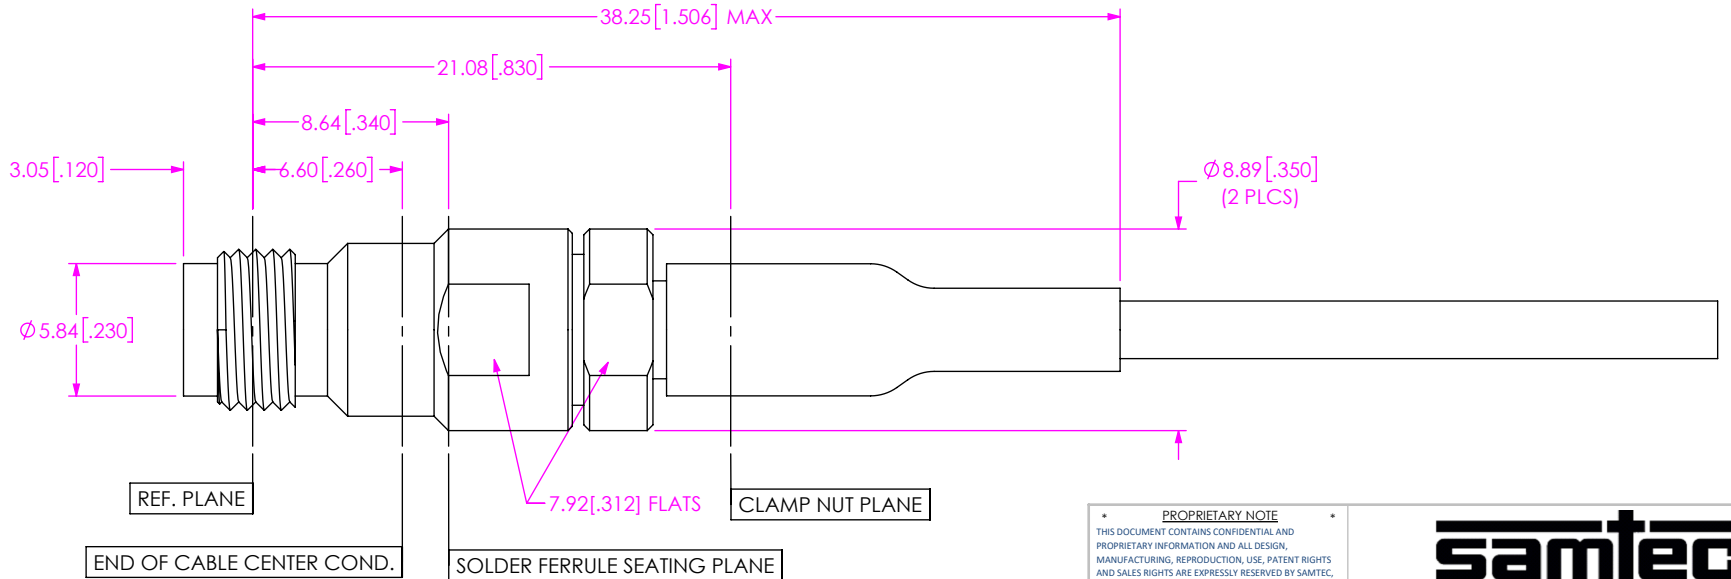 38.25[1.506] MAX
21.08[.830]
8.64[.340]
3.05[.120]
6.60[.260]
Ø8.89[.350]
(2 PLCS)
Ø5.84[.230]
REF. PLANE
7.92[.312] FLATS
CLAMP NUT PLANE
END OF CABLE CENTER COND.
SOLDER FERRULE SEATING PLANE
* PROPRIETARY NOTE *
THIS DOCUMENT CONTAINS CONFIDENTIAL AND
PROPRIETARY INFORMATION AND ALL DESIGN,
MANUFACTURING, REPRODUCTION, USE, PATENT RIGHTS
AND SALES RIGHTS ARE EXPRESSLY RESERVED BY SAMTEC,
samtec